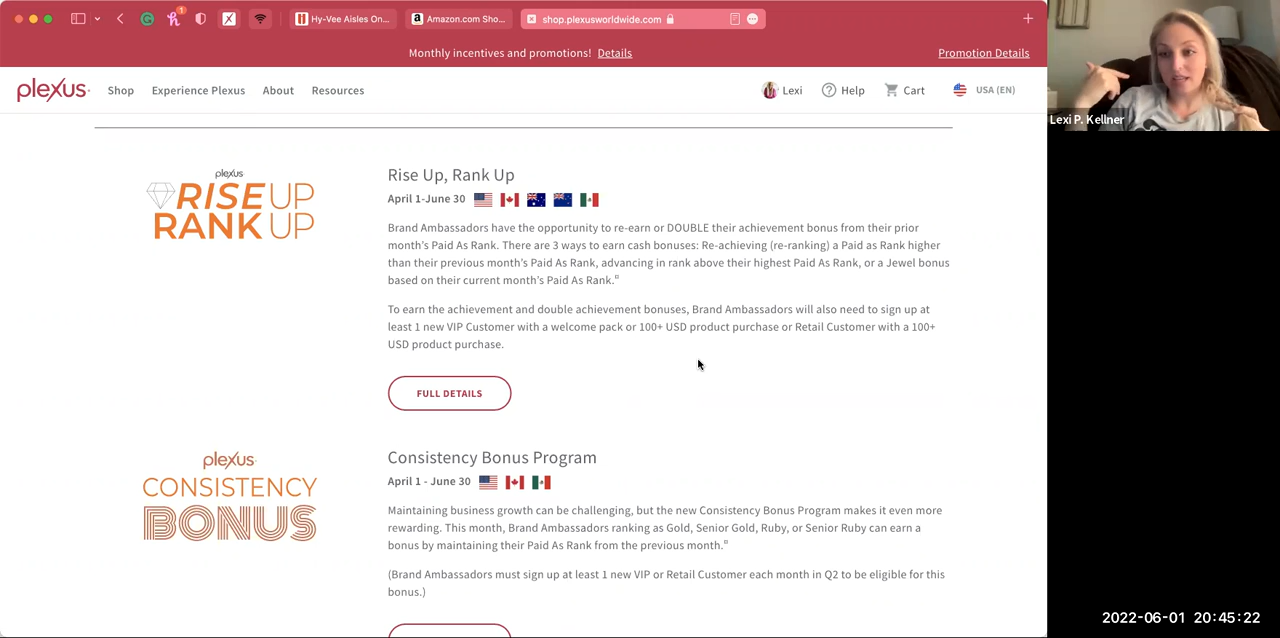 1
Hy-Vee Aisles On...
Amazon.com Sho...
shop.plexusworldwide.com
Monthly incentives and promotions! Details
Promotion Details
plexus
Shop
Experience Plexus
About
Resources
Lexi
Help
Cart
USA (EN)
Lexi P. Kellner
plexus
RISE UP
RANK UP
Rise Up, Rank Up
April 1-June 30
Brand Ambassadors have the opportunity to re-earn or DOUBLE their achievement bonus from their prior
month's Paid As Rank. There are 3 ways to earn cash bonuses: Re-achieving (re-ranking) a Paid as Rank higher
than their previous month's Paid As Rank, advancing in rank above their highest Paid As Rank, or a Jewel bonus
based on their current month's Paid As Rank.¤
To earn the achievement and double achievement bonuses, Brand Ambassadors will also need to sign up at
least 1 new VIP Customer with a welcome pack or 100+ USD product purchase or Retail Customer with a 100+
USD product purchase.
FULL DETAILS
plexus
CONSISTENCY
BONUS
Consistency Bonus Program
April 1 - June 30
Maintaining business growth can be challenging, but the new Consistency Bonus Program makes it even more
rewarding. This month, Brand Ambassadors ranking as Gold, Senior Gold, Ruby, or Senior Ruby can earn a
bonus by maintaining their Paid As Rank from the previous month.¤
(Brand Ambassadors must sign up at least 1 new VIP or Retail Customer each month in Q2 to be eligible for this
bonus.)
2022-06-01 20:45:22